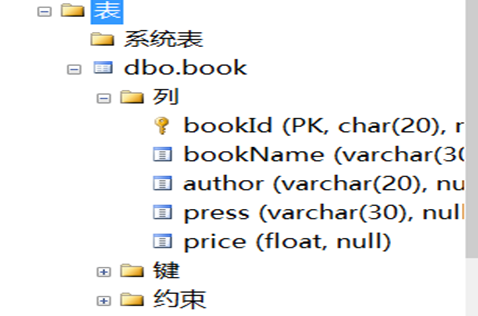 表
系统表
dbo.book
列
bookId (PK, char(20),
bookName (varchar(30
author (varchar(20), nu
press (varchar(30), null
price (float, null)
键
约束